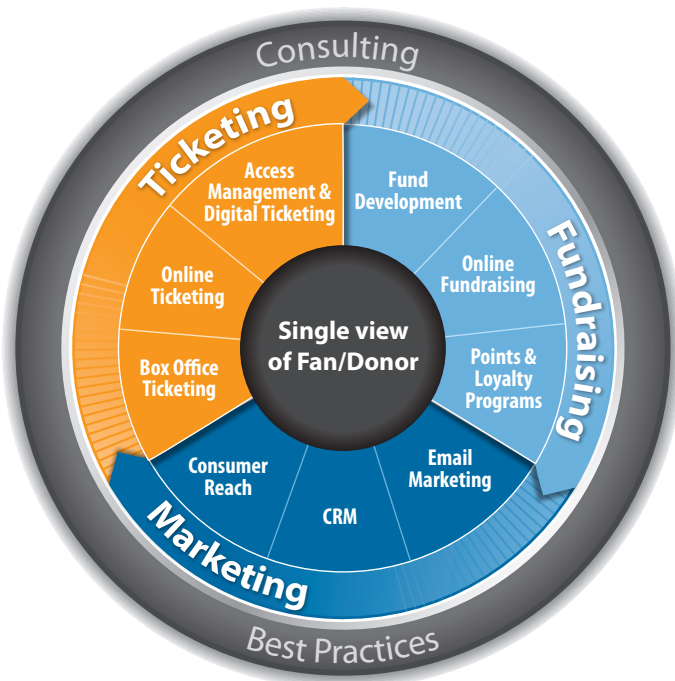 Consulting
Ticketing
Access
Management &
Digital Ticketing
Online
Ticketing
Box Office
Ticketing
Fundraising
Fund
Development
Online
Fundraising
Points &
Loyalty
Programs
Single view
of Fan/Donor
Marketing
Consumer
Reach
CRM
Email
Marketing
Best Practices